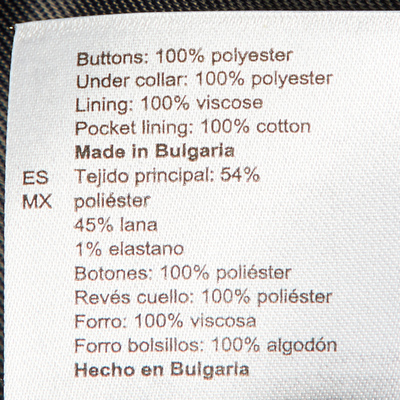 Buttons: 100% polyester
Under collar: 100% polyester
Lining: 100% viscose
Pocket lining: 100% cotton
Made in Bulgaria
ES Tejido principal: 54%
MX poliéster
45% lana
1% elastano
Botones: 100% poliéster
Revés cuello: 100% poliéster
Forro: 100% viscosa
Forro bolsillos: 100% algodón
Hecho en Bulgaria